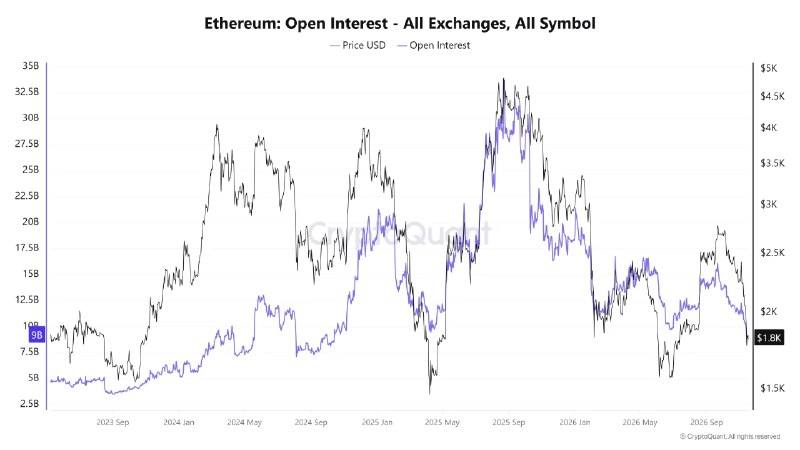 Ethereum: Open Interest - All Exchanges, All Symbol
— Price USD — Open Interest
35B
32.5B
30B
27.5B
25B
22.5B
20B
17.5B
15B
12.5B
10B
9B
7.5B
5B
2.5B
$5K
$4.5K
$4K
$3.5K
$3K
$2.5K
$2K
$1.8K
$1.5K
CryptoQuant
2023 Sep 2024 Jan 2024 May 2024 Sep 2025 Jan 2025 May 2025 Sep 2026 Jan 2026 May 2026 Sep
© CryptoQuant. All rights reserved